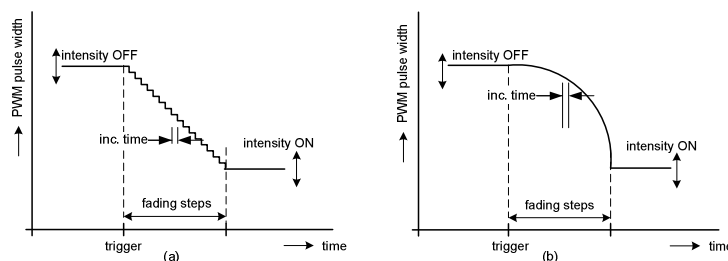 PWM pulse width
intensity OFF
inc. time
intensity ON
fading steps
trigger
time
(a)
PWM pulse width
intensity OFF
inc. time
intensity ON
fading steps
trigger
time
(b)